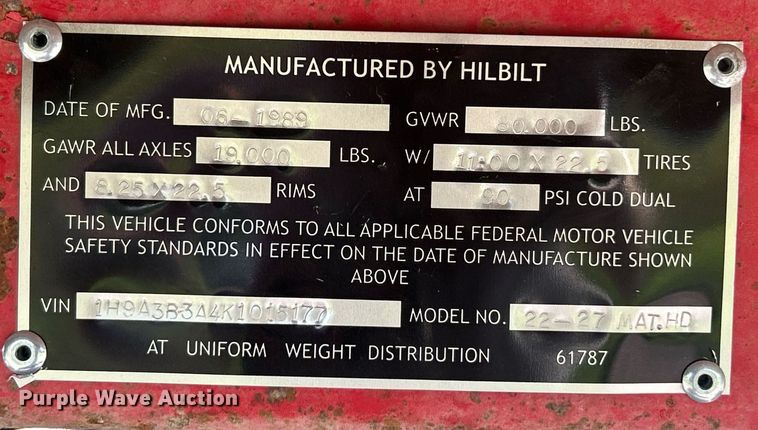 MANUFACTURED BY HILBILT
DATE OF MFG. 06-1989 GVWR 60.000 LBS.
GAWR ALL AXLES 19.000 LBS. W/ 11:00 X 22.5 TIRES
AND 8.25X22.5 RIMS AT 90 PSI COLD DUAL
THIS VEHICLE CONFORMS TO ALL APPLICABLE FEDERAL MOTOR VEHICLE
SAFETY STANDARDS IN EFFECT ON THE DATE OF MANUFACTURE SHOWN
ABOVE
VIN 1H9A3B3A4K1015177 MODEL NO. 22-27 MAT.HD
AT UNIFORM WEIGHT DISTRIBUTION 61787
Purple Wave Auction